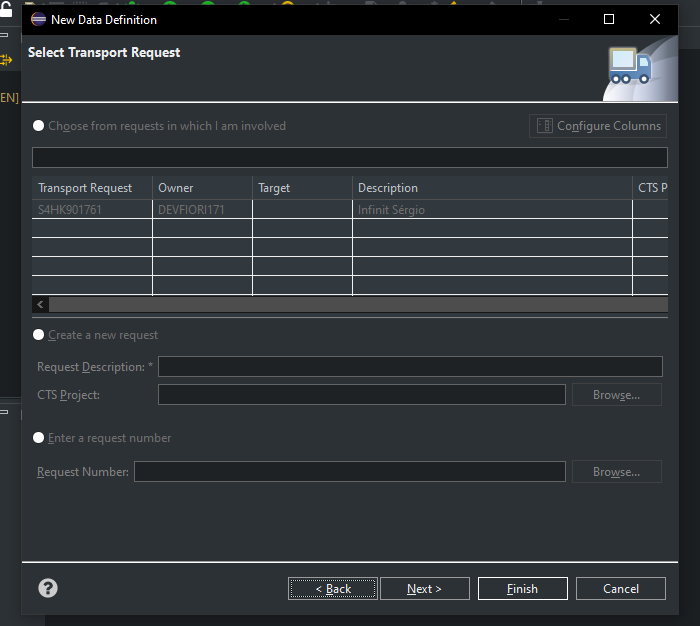 New Data Definition
Select Transport Request
EN]
Choose from requests in which I am involved
Configure Columns
Transport Request Owner Target Description CTS P
S4HK901761 DEVFIORI171 Infinit Sérgio
<
Create a new request
Request Description: *
CTS Project: Browse...
Enter a request number
Request Number: Browse...
? < Back Next > Finish Cancel